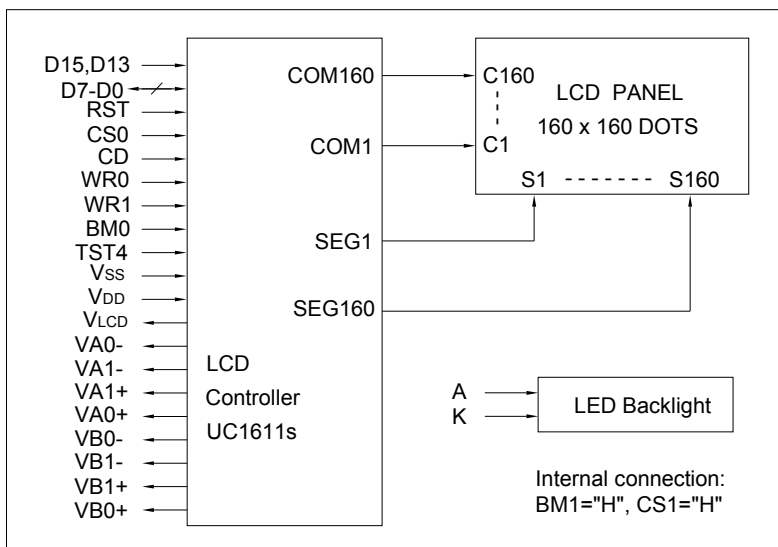 D15,D13
D7-D0
RST
CS0
CD
WR0
WR1
BM0
TST4
VSS
VDD
VLCD
VA0-
VA1-
VA1+
VA0+
VB0-
VB1-
VB1+
VB0+
COM160
COM1
SEG1
SEG160
LCD
Controller
UC1611s
C160
C1
LCD PANEL
160 x 160 DOTS
S1 ------- S160
A
K
LED Backlight
Internal connection:
BM1="H", CS1="H"